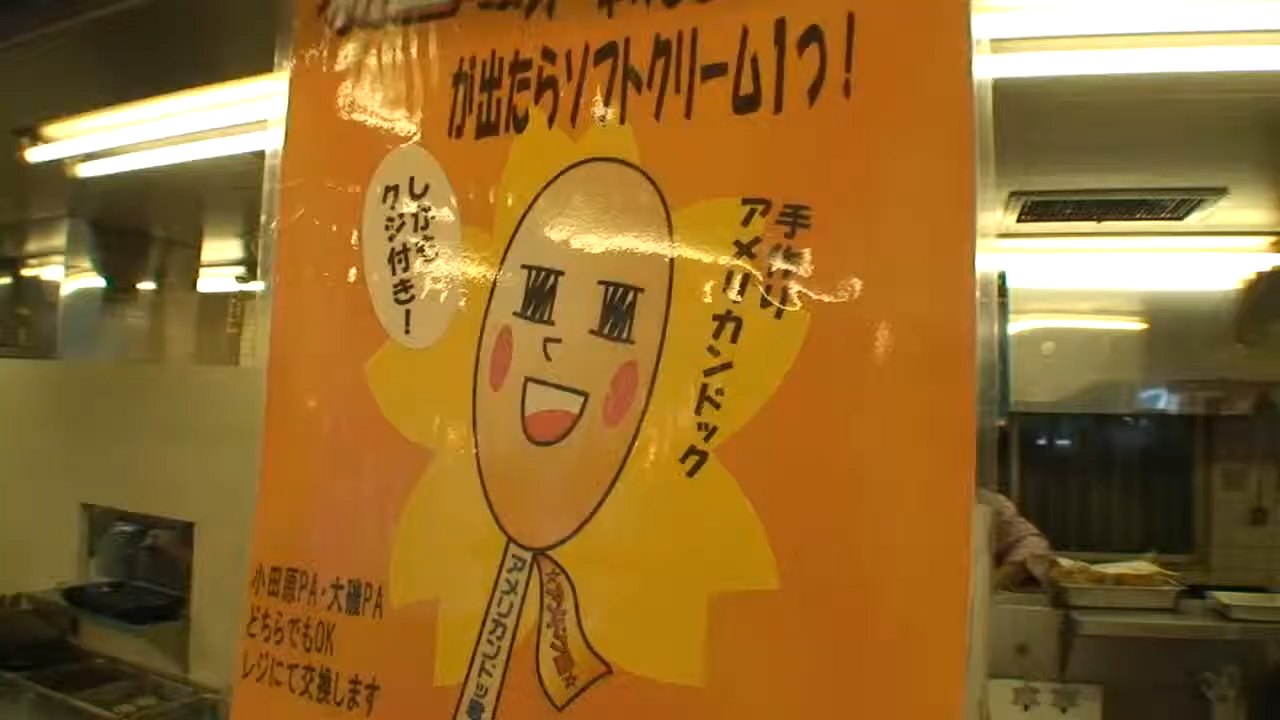 が出たらソフトクリーム1つ!
しかも
クジ付き!
手作り
アメリカンドック
小田原PA・大磯PA
どちらでもOK
レジにて交換します